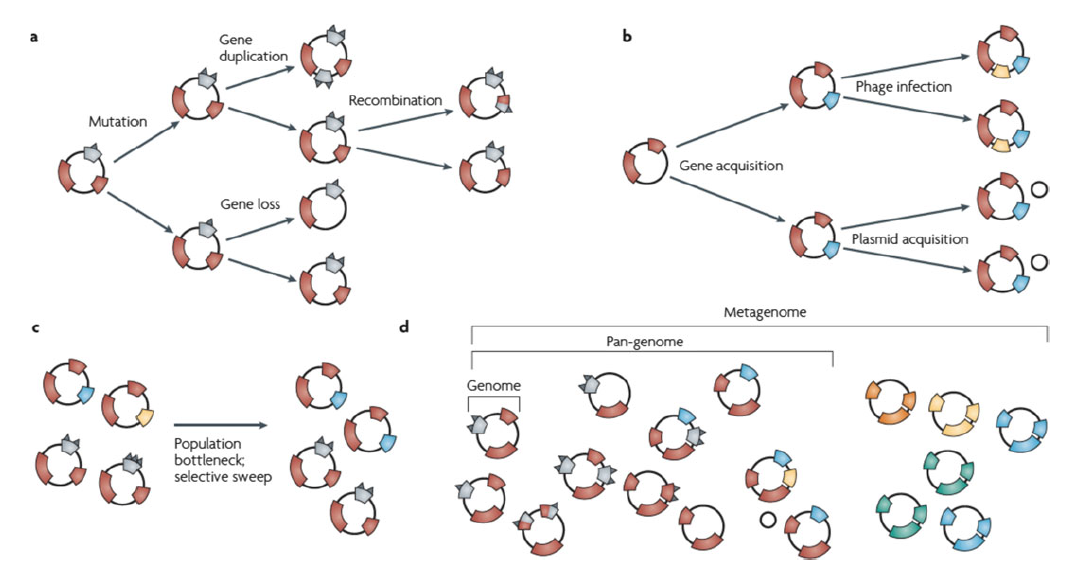 a
Gene
duplication
Mutation
Recombination
Gene loss
b
Phage infection
Gene acquisition
Plasmid acquisition
c
Population
bottleneck;
selective sweep
d
Metagenome
Pan-genome
Genome